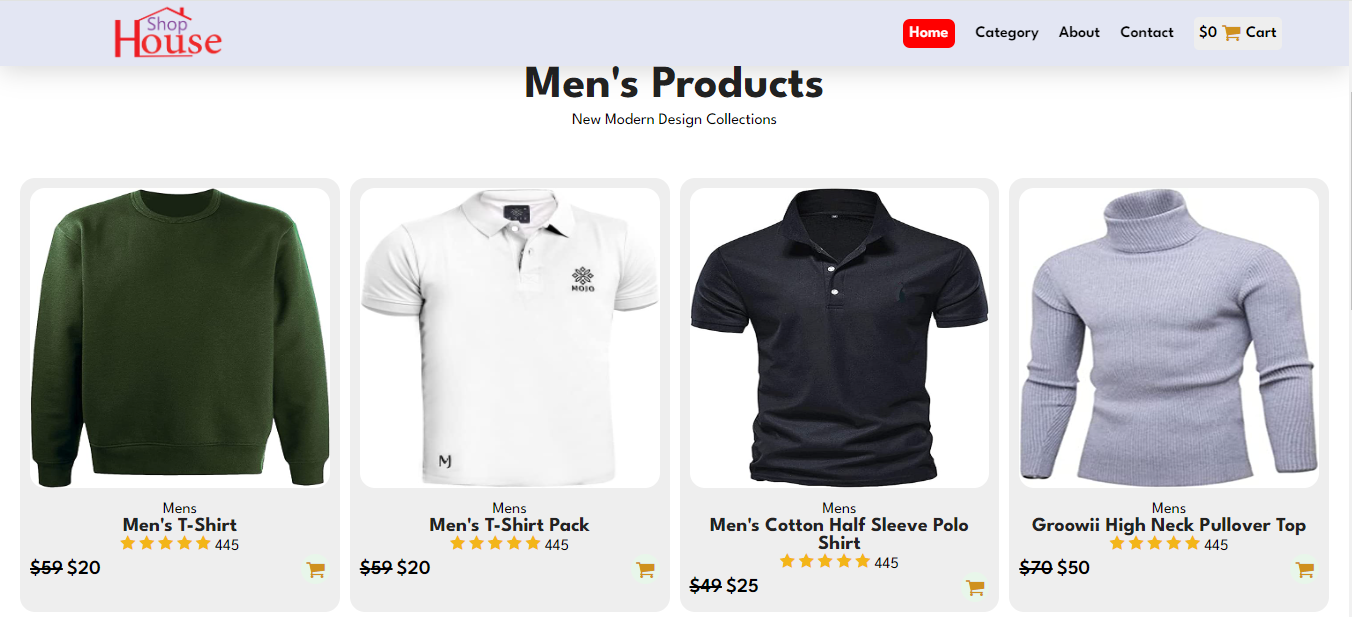 Shop
House
Home Category About Contact $0 Cart
Men's Products
New Modern Design Collections
MOJO
Mens
Men's T-Shirt
445
$59 $20
Mens
Men's T-Shirt Pack
445
$59 $20
Mens
Men's Cotton Half Sleeve Polo
Shirt
445
$49 $25
Mens
Groowii High Neck Pullover Top
445
$70 $50